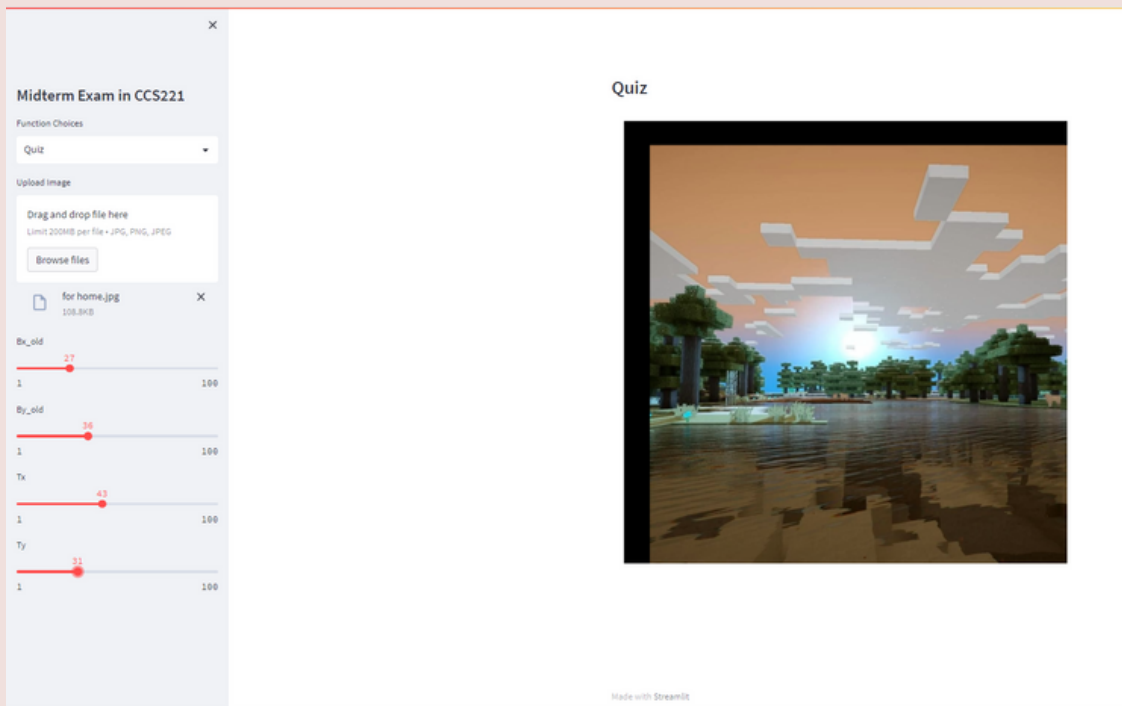 ×
Midterm Exam in CCS221
Function Choices
Quiz
Upload Image
Drag and drop file here
Limit 200MB per file • JPG, PNG, JPEG
Browse files
for home.jpg ×
108.8KB
Bx_old
27
1 100
By_old
36
1 100
Tx
43
1 100
Ty
31
1 100
Quiz
Made with Streamlit